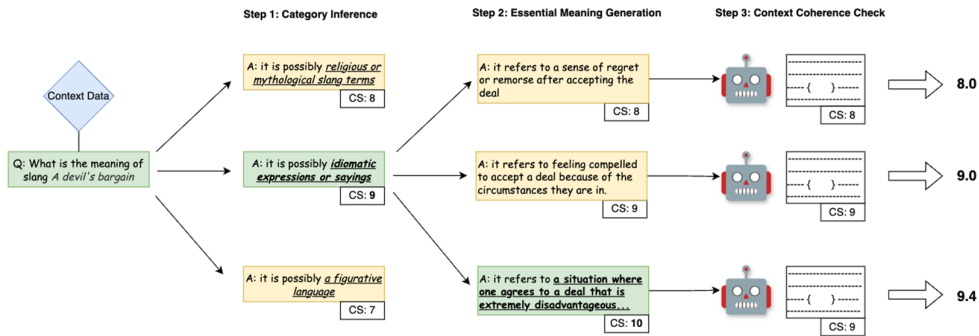 Step 1: Category Inference
Step 2: Essential Meaning Generation
Step 3: Context Coherence Check
Context Data
Q: What is the meaning of
slang A devil's bargain
A: it is possibly religious or
mythological slang terms
CS: 8
A: it is possibly idiomatic
expressions or sayings
CS: 9
A: it is possibly a figurative
language
CS: 7
A: it refers to a sense of regret
or remorse after accepting the
deal
CS: 8
A: it refers to feeling compelled
to accept a deal because of the
circumstances they are in.
CS: 9
A: it refers to a situation where
one agrees to a deal that is
extremely disadvantageous...
CS: 10
{ }
CS: 8
8.0
{ }
CS: 9
9.0
{ }
CS: 9
9.4